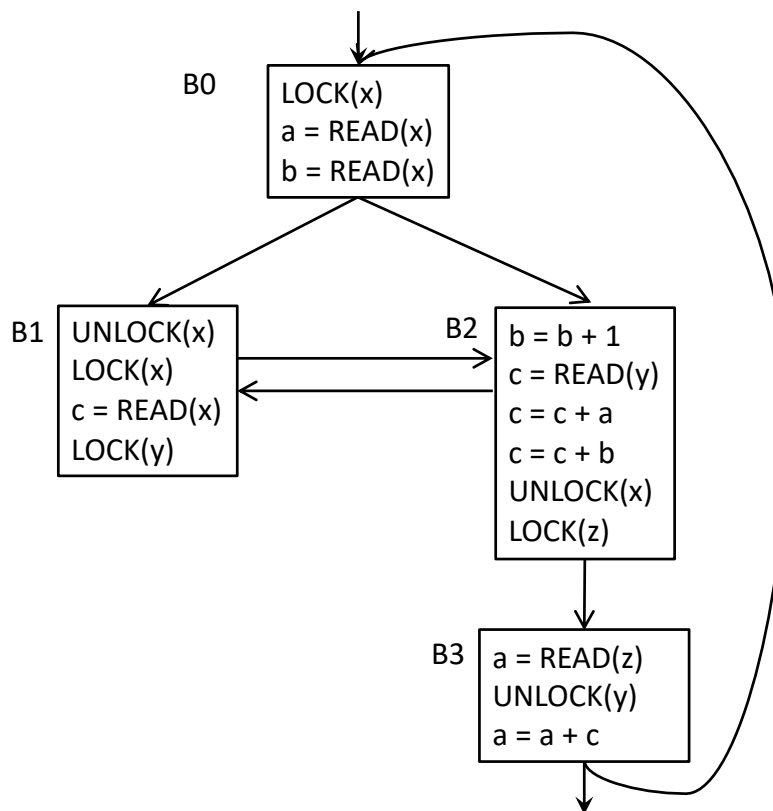 B0
LOCK(x)
a = READ(x)
b = READ(x)
B1
UNLOCK(x)
LOCK(x)
c = READ(x)
LOCK(y)
B2
b = b + 1
c = READ(y)
c = c + a
c = c + b
UNLOCK(x)
LOCK(z)
B3
a = READ(z)
UNLOCK(y)
a = a + c